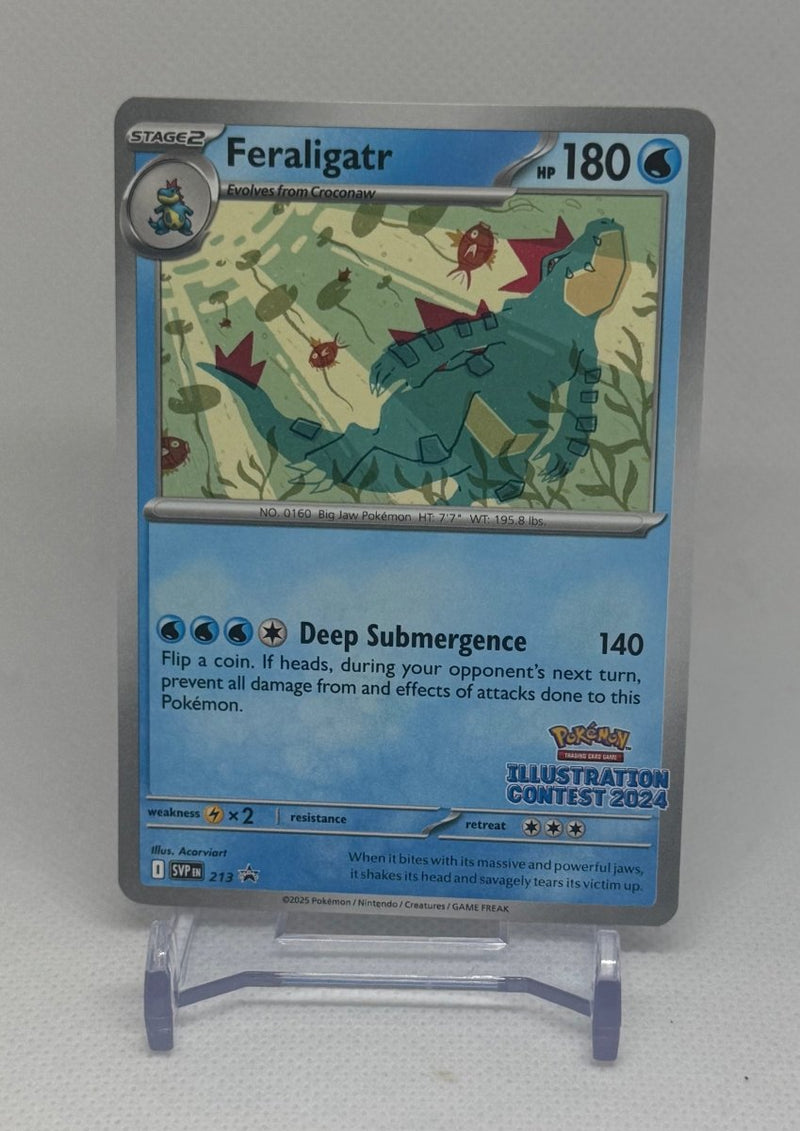 STAGE2
Feraligatr
HP 180
Evolves from Croconaw
NO. 0160 Big Jaw Pokémon HT: 7'7" WT: 195.8 lbs.
Deep Submergence 140
Flip a coin. If heads, during your opponent's next turn,
prevent all damage from and effects of attacks done to this
Pokémon.
POKéMON
TRADING CARD GAME
ILLUSTRATION
CONTEST 2024
weakness ×2 resistance retreat
Illus. Acorviart
I SVP EN 213
When it bites with its massive and powerful jaws,
it shakes its head and savagely tears its victim up.
©2025 Pokémon / Nintendo / Creatures / GAME FREAK